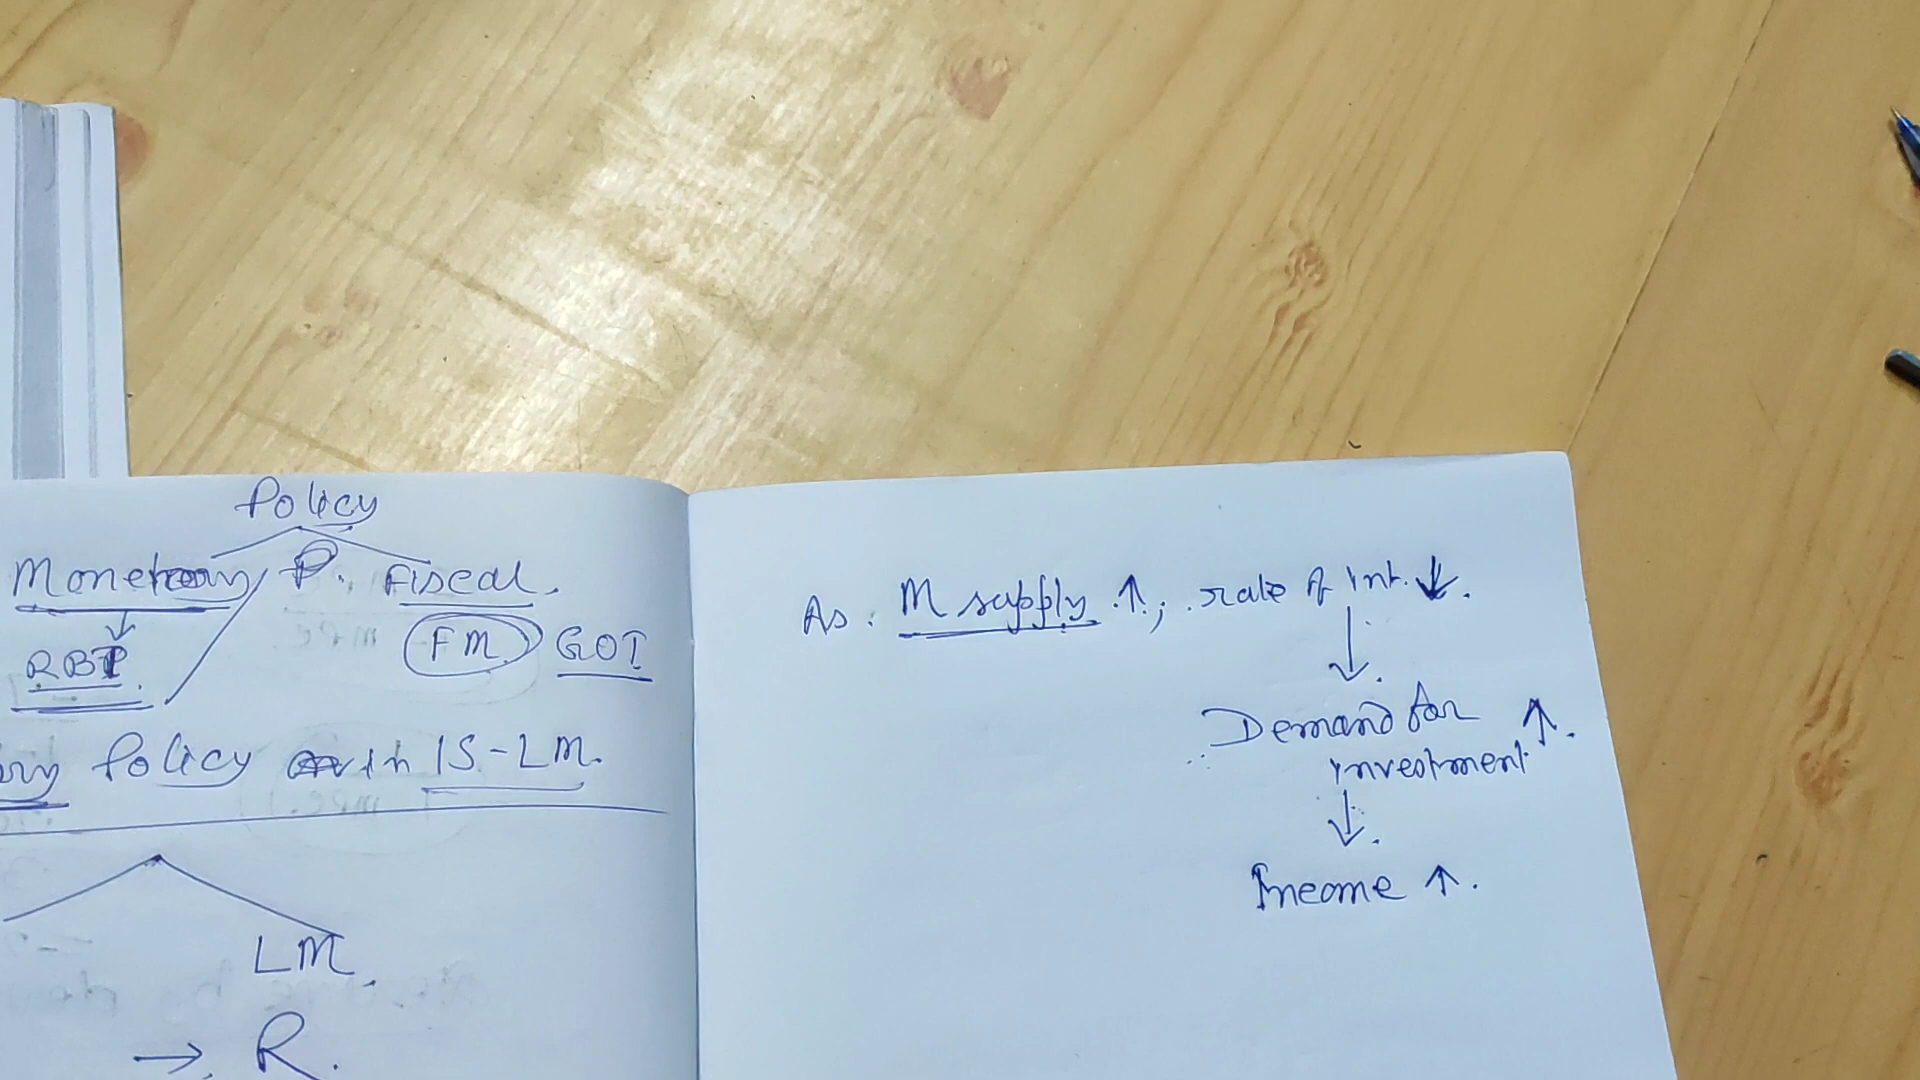 Policy
Monetary P. Fiscal.
RBI FM GOI
Policy in IS-LM.
LM
→ R.
As. M supply ↑, rate of int. ↓.
↓
Demand for
investment ↑.
↓
Income ↑.